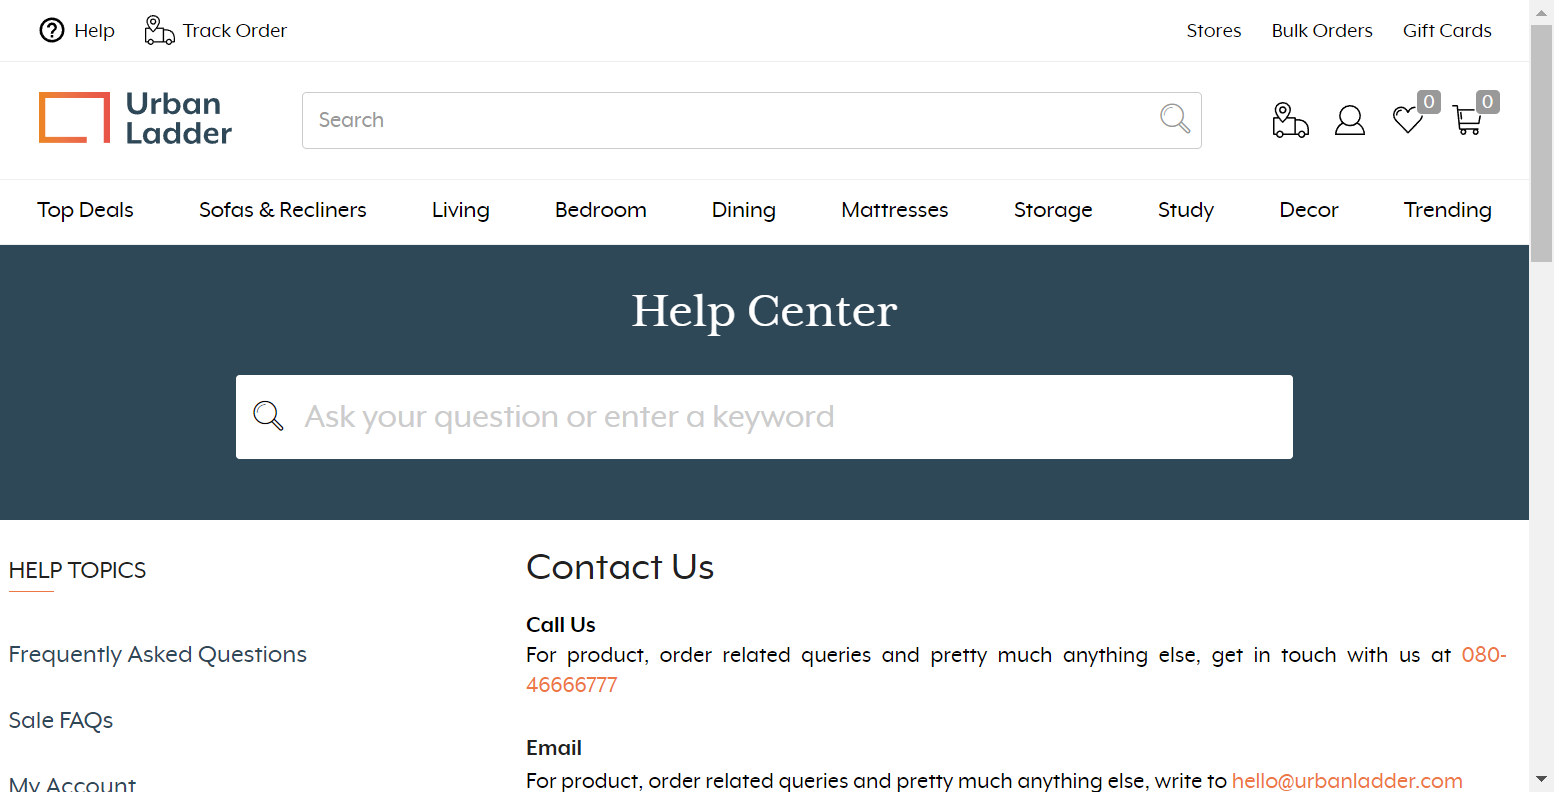 Help Track Order Stores Bulk Orders Gift Cards
Urban
Ladder
Search
0 0
Top Deals Sofas & Recliners Living Bedroom Dining Mattresses Storage Study Decor Trending
Help Center
Ask your question or enter a keyword
HELP TOPICS
Frequently Asked Questions
Sale FAQs
My Account
Contact Us
Call Us
For product, order related queries and pretty much anything else, get in touch with us at 080-
46666777
Email
For product, order related queries and pretty much anything else, write to hello@urbanladder.com